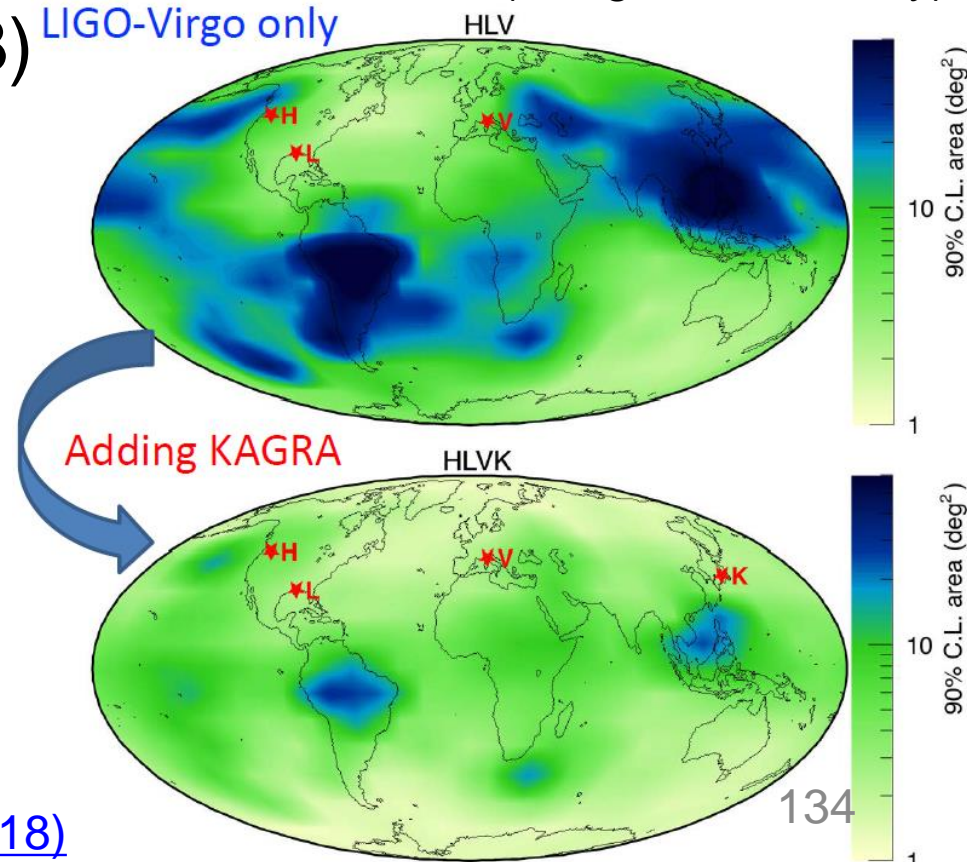 3) LIGO-Virgo only
HLV
H
L
V
10
1
90% C.L. area (deg²)
Adding KAGRA
HLVK
H
L
V
K
10
1
90% C.L. area (deg²)
134
18)